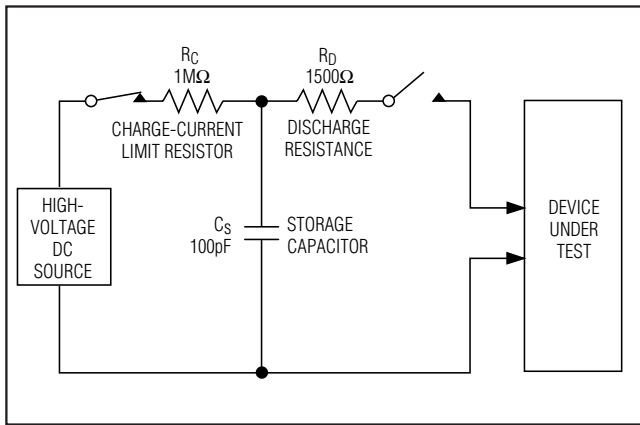 RC
1MΩ
CHARGE-CURRENT
LIMIT RESISTOR
RD
1500Ω
DISCHARGE
RESISTANCE
HIGH-
VOLTAGE
DC
SOURCE
CS
100pF
STORAGE
CAPACITOR
DEVICE
UNDER
TEST